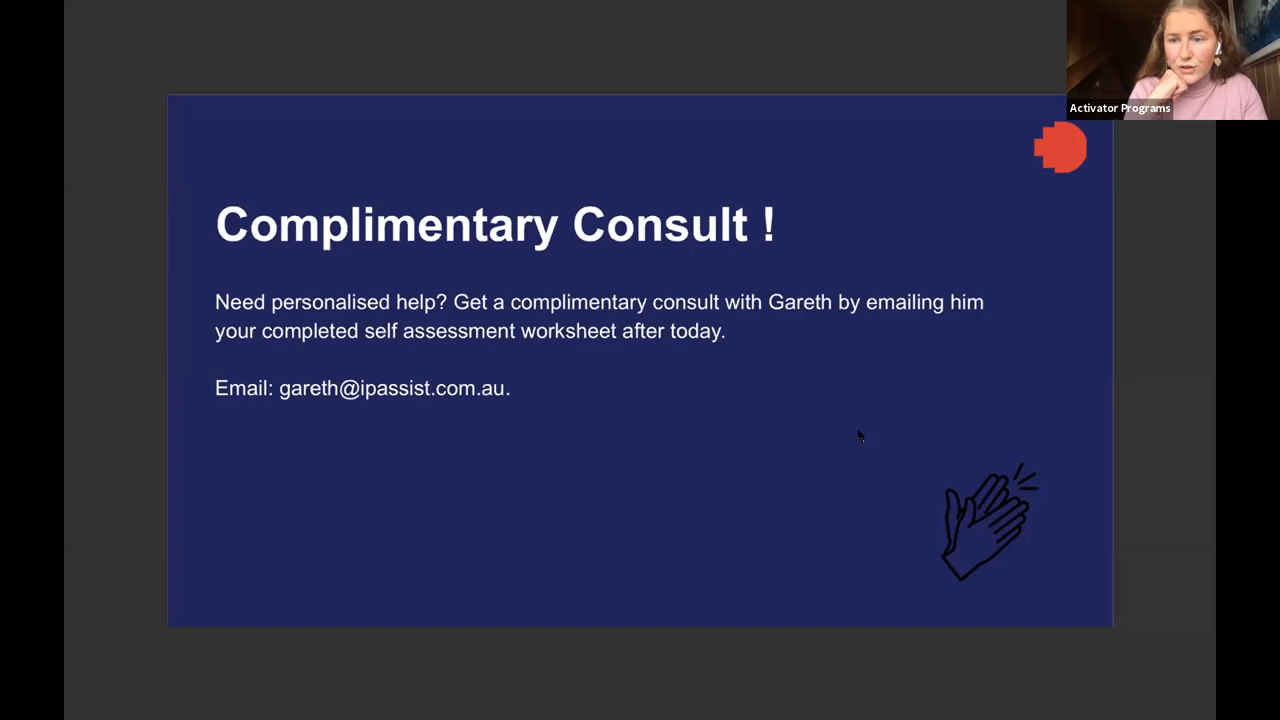 Activator Programs
Complimentary Consult !
Need personalised help? Get a complimentary consult with Gareth by emailing him
your completed self assessment worksheet after today.
Email: gareth@ipassist.com.au.